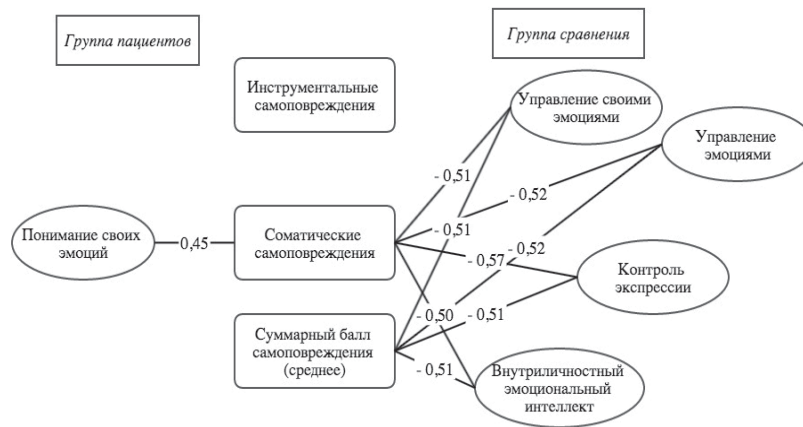 Группа пациентов
Группа сравнения
Инструментальные
самоповреждения
Управление своими
эмоциями
Управление
эмоциями
- 0,51
- 0,52
Понимание своих
эмоций
0,45
Соматические
самоповреждения
- 0,51
- 0,52
- 0,57
Контроль
экспрессии
Суммарный балл
самоповреждения
(среднее)
- 0,50
- 0,51
- 0,51
Внутриличностный
эмоциональный
интеллект